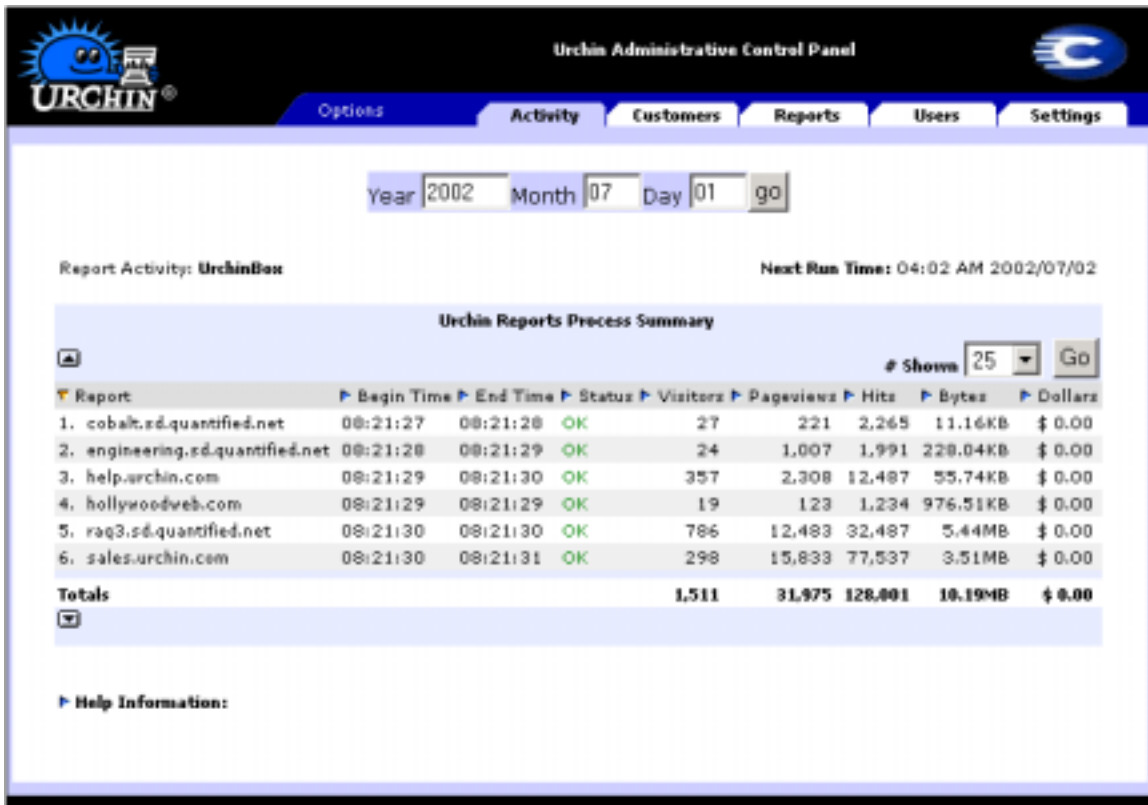 Urchin Administrative Control Panel
URCHIN®
Options Activity Customers Reports Users Settings
Year 2002 Month 07 Day 01 go
Report Activity: UrchinBox Next Run Time: 04:02 AM 2002/07/02
Urchin Reports Process Summary
# Shown 25 Go
Report Begin Time End Time Status Visitors Pageviews Hits Bytes Dollars
1. cobalt.sd.quantified.net 08:21:27 08:21:28 OK 27 221 2,265 11.16KB $ 0.00
2. engineering.sd.quantified.net 08:21:28 08:21:29 OK 24 1,007 1,991 228.04KB $ 0.00
3. help.urchin.com 08:21:29 08:21:30 OK 357 2,308 12,487 55.74KB $ 0.00
4. hollywoodweb.com 08:21:29 08:21:29 OK 19 123 1,234 976.51KB $ 0.00
5. raq3.sd.quantified.net 08:21:30 08:21:30 OK 786 12,483 32,487 5.44MB $ 0.00
6. sales.urchin.com 08:21:30 08:21:31 OK 298 15,833 77,537 3.51MB $ 0.00
Totals 1,511 31,975 128,001 10.19MB $ 0.00
Help Information: